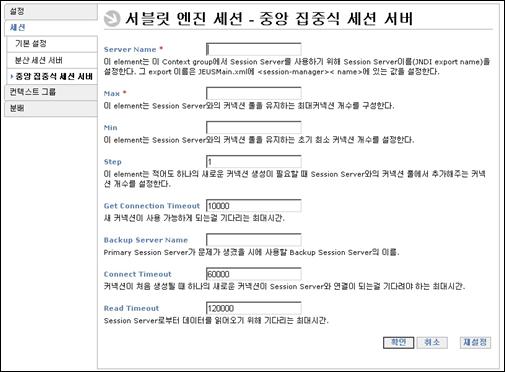 설정
세션
기본 설정
분산 세션 서버
중앙 집중식 세션 서버
컨텍스트 그룹
분배
서블릿 엔진 세션 - 중앙 집중식 세션 서버
Server Name *
이 element는 이 Context group에서 Session Server를 사용하기 위해 Session Server이름(JNDI export name)을
설정한다. 그 export 이름은 JEUSMain.xml에 <session-manager>< name>에 있는 값을 설정한다.
Max *
이 element는 Session Server와의 커넥션 풀을 유지하는 최대커넥션 개수를 구성한다.
Min
이 element는 Session Server와의 커넥션 풀을 유지하는 초기 최소 커넥션 개수를 설정한다.
Step 1
이 element는 적어도 하나의 새로운 커넥션 생성이 필요할 때 Session Server와의 커넥션 풀에서 추가해주는 커넥
션 개수를 설정한다.
Get Connection Timeout 10000
새 커넥션이 사용 가능하게 되는걸 기다리는 최대시간.
Backup Server Name
Primary Session Server가 문제가 생겼을 시에 사용할 Backup Session Server의 이름.
Connect Timeout 60000
커넥션이 처음 생성될 때 하나의 새로운 커넥션이 Session Server와 연결이 되는걸 기다려야 하는 최대시간.
Read Timeout 120000
Session Server로부터 데이터를 읽어오기 위해 기다리는 최대시간.
확인 취소 재설정